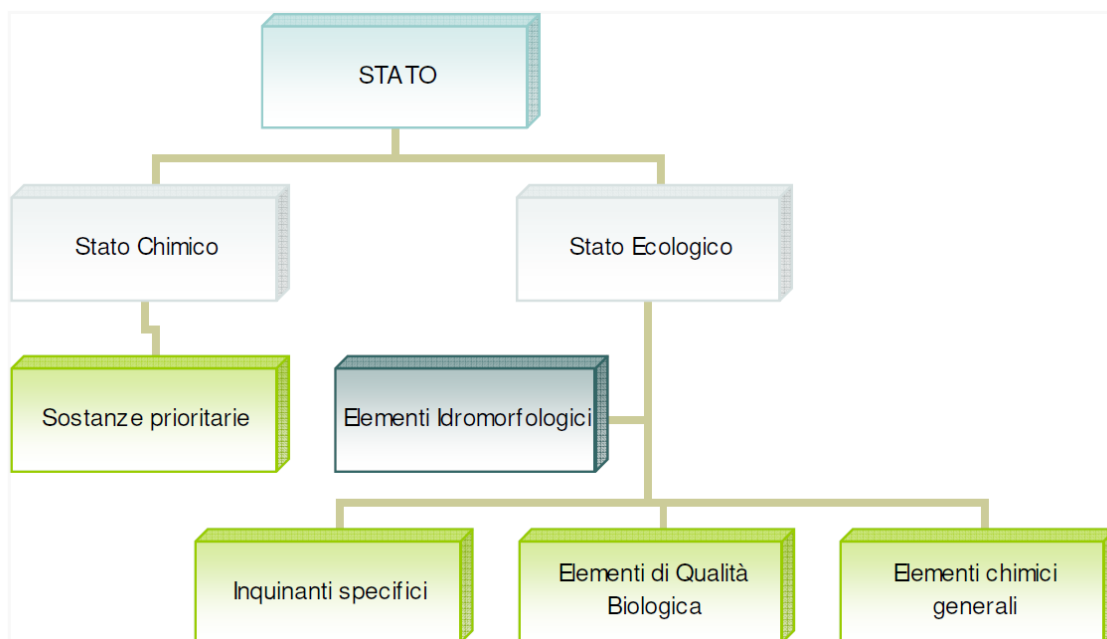 STATO
Stato Chimico
Stato Ecologico
Sostanze prioritarie
Elementi Idromorfologici
Inquinanti specifici
Elementi di Qualità
Biologica
Elementi chimici
generali